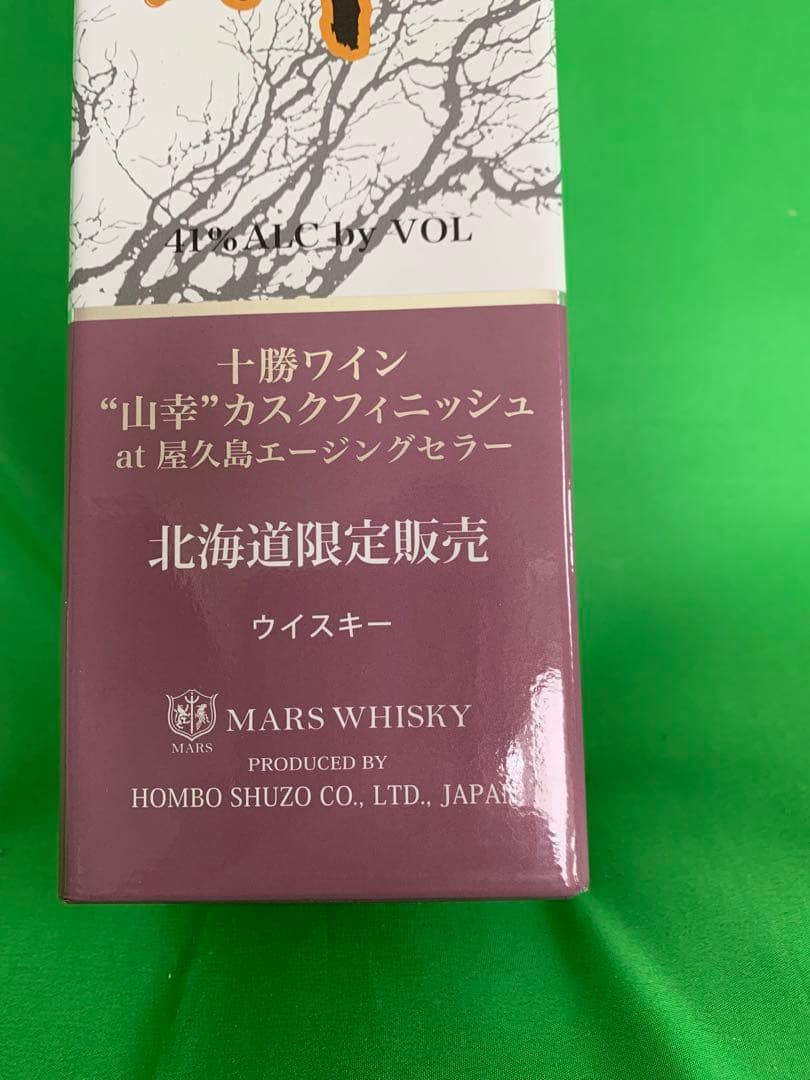 41% ALC by VOL
十勝ワイン
“山幸”カスクフィニッシュ
at 屋久島エージングセラー
北海道限定販売
ウイスキー
MARS WHISKY
MARS
PRODUCED BY
HOMBO SHUZO CO., LTD., JAPAN